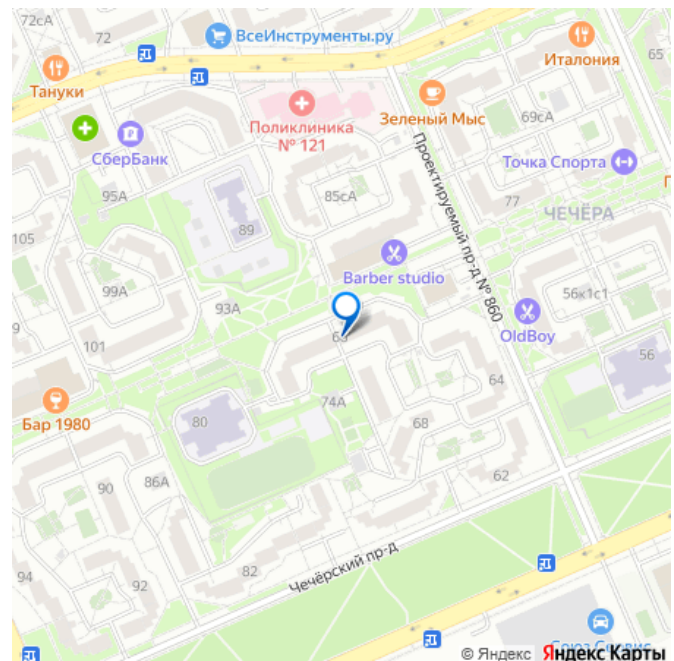 72сА
72
ВсеИнструменты.ру
Италония
65
Тануки
Поликлиника
№ 121
Зеленый Мыс
69сА
СберБанк
Точка Спорта
95А
85сА
77
ЧЕЧЁРА
Проектируемый пр-д № 860
105
89
Barber studio
99А
93А
56к1с1
9
101
OldBoy
56
64
74А
Бар 1980
80
68
62
90
86А
Чечёрский пр-д
94
92
82
© Яндекс Яндекс Карты